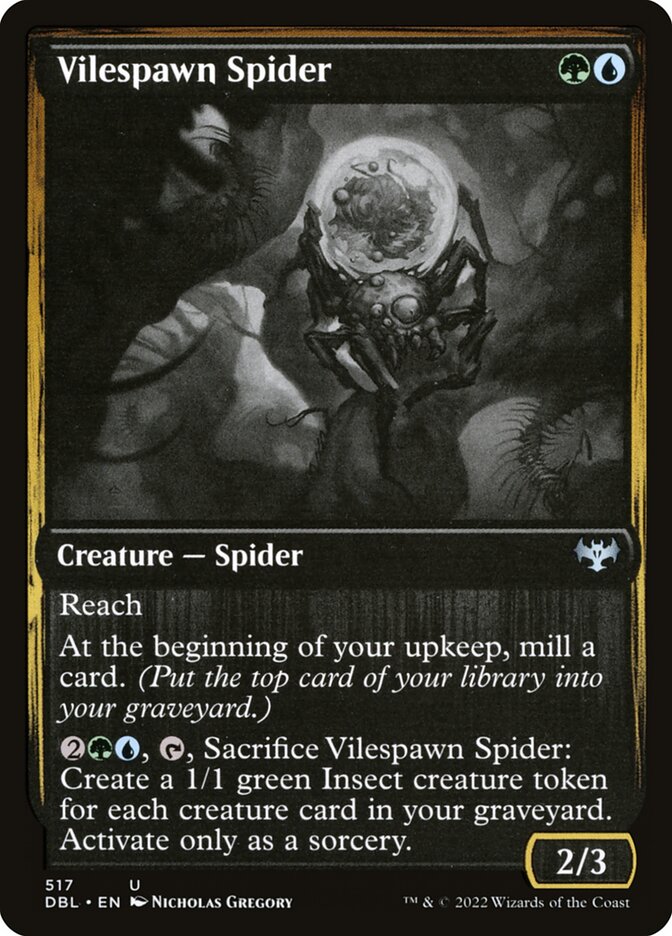 Vilespawn Spider
Creature — Spider
Reach
At the beginning of your upkeep, mill a
card. (Put the top card of your library into
your graveyard.)
2, , Sacrifice Vilespawn Spider:
Create a 1/1 green Insect creature token
for each creature card in your graveyard.
Activate only as a sorcery.
2/3
517 U
DBL • EN Nicholas Gregory
™ & © 2022 Wizards of the Coast